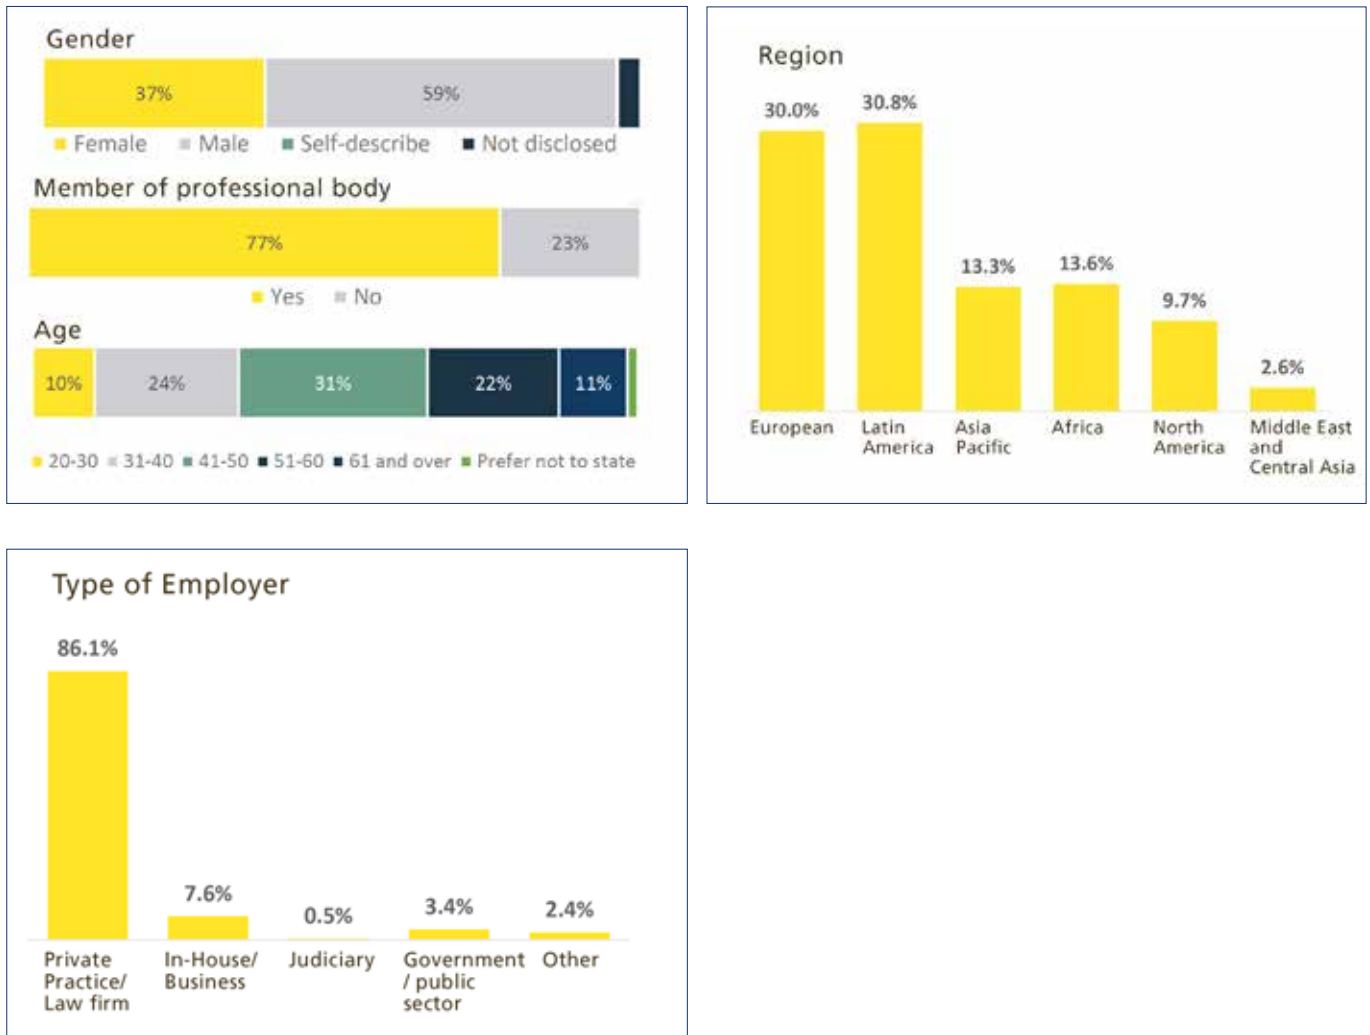 Gender
37% 59%
Female Male Self-describe Not disclosed
Member of professional body
77% 23%
Yes No
Age
10% 24% 31% 22% 11%
20-30 31-40 41-50 51-60 61 and over Prefer not to state
Region
30.0% 30.8% 13.3% 13.6% 9.7% 2.6%
European
Latin
America
Asia
Pacific
Africa
North
America
Middle East
and
Central Asia
Type of Employer
86.1% 7.6% 0.5% 3.4% 2.4%
Private
Practice/
Law firm
In-House/
Business
Judiciary
Government
/ public
sector
Other